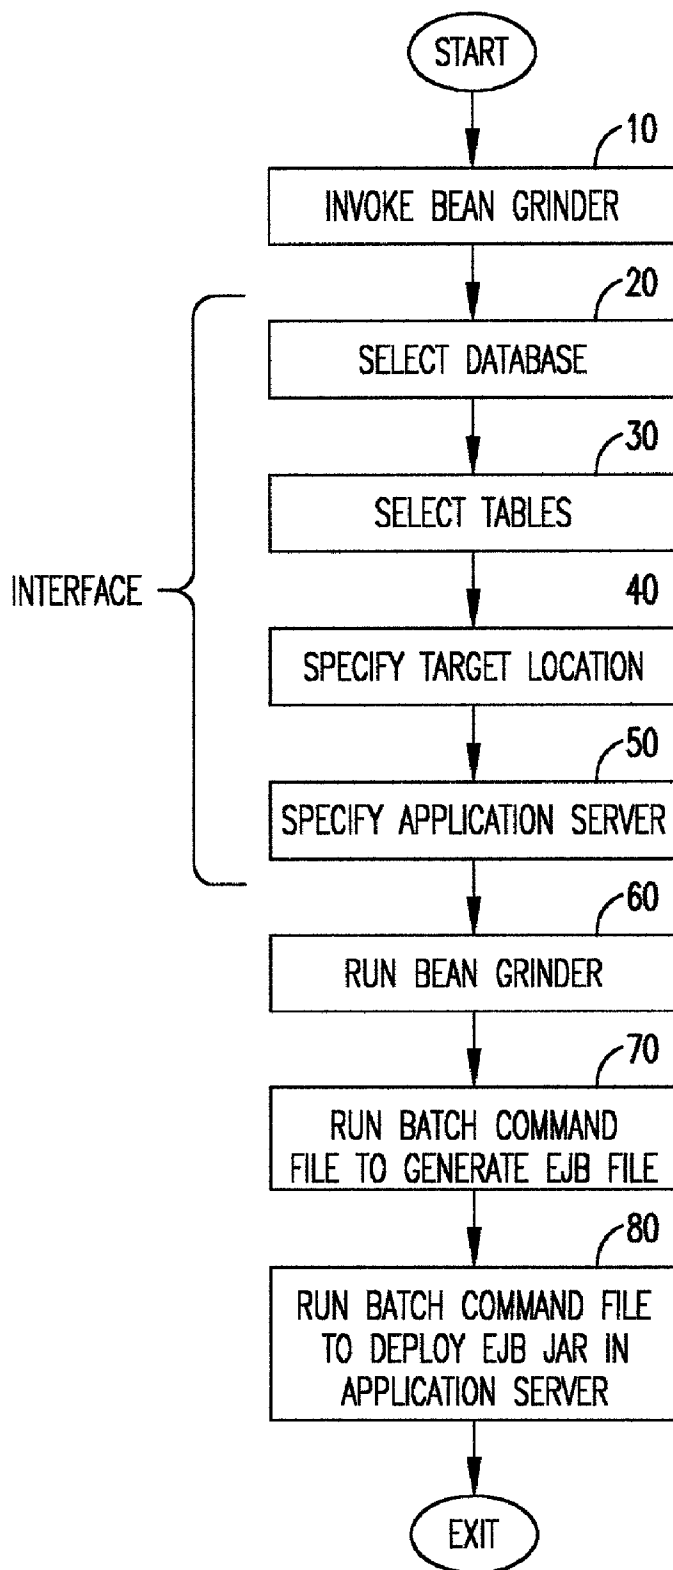 START
10
INVOKE BEAN GRINDER
20
SELECT DATABASE
30
SELECT TABLES
INTERFACE
40
SPECIFY TARGET LOCATION
50
SPECIFY APPLICATION SERVER
60
RUN BEAN GRINDER
70
RUN BATCH COMMAND
FILE TO GENERATE EJB FILE
80
RUN BATCH COMMAND FILE
TO DEPLOY EJB JAR IN
APPLICATION SERVER
EXIT